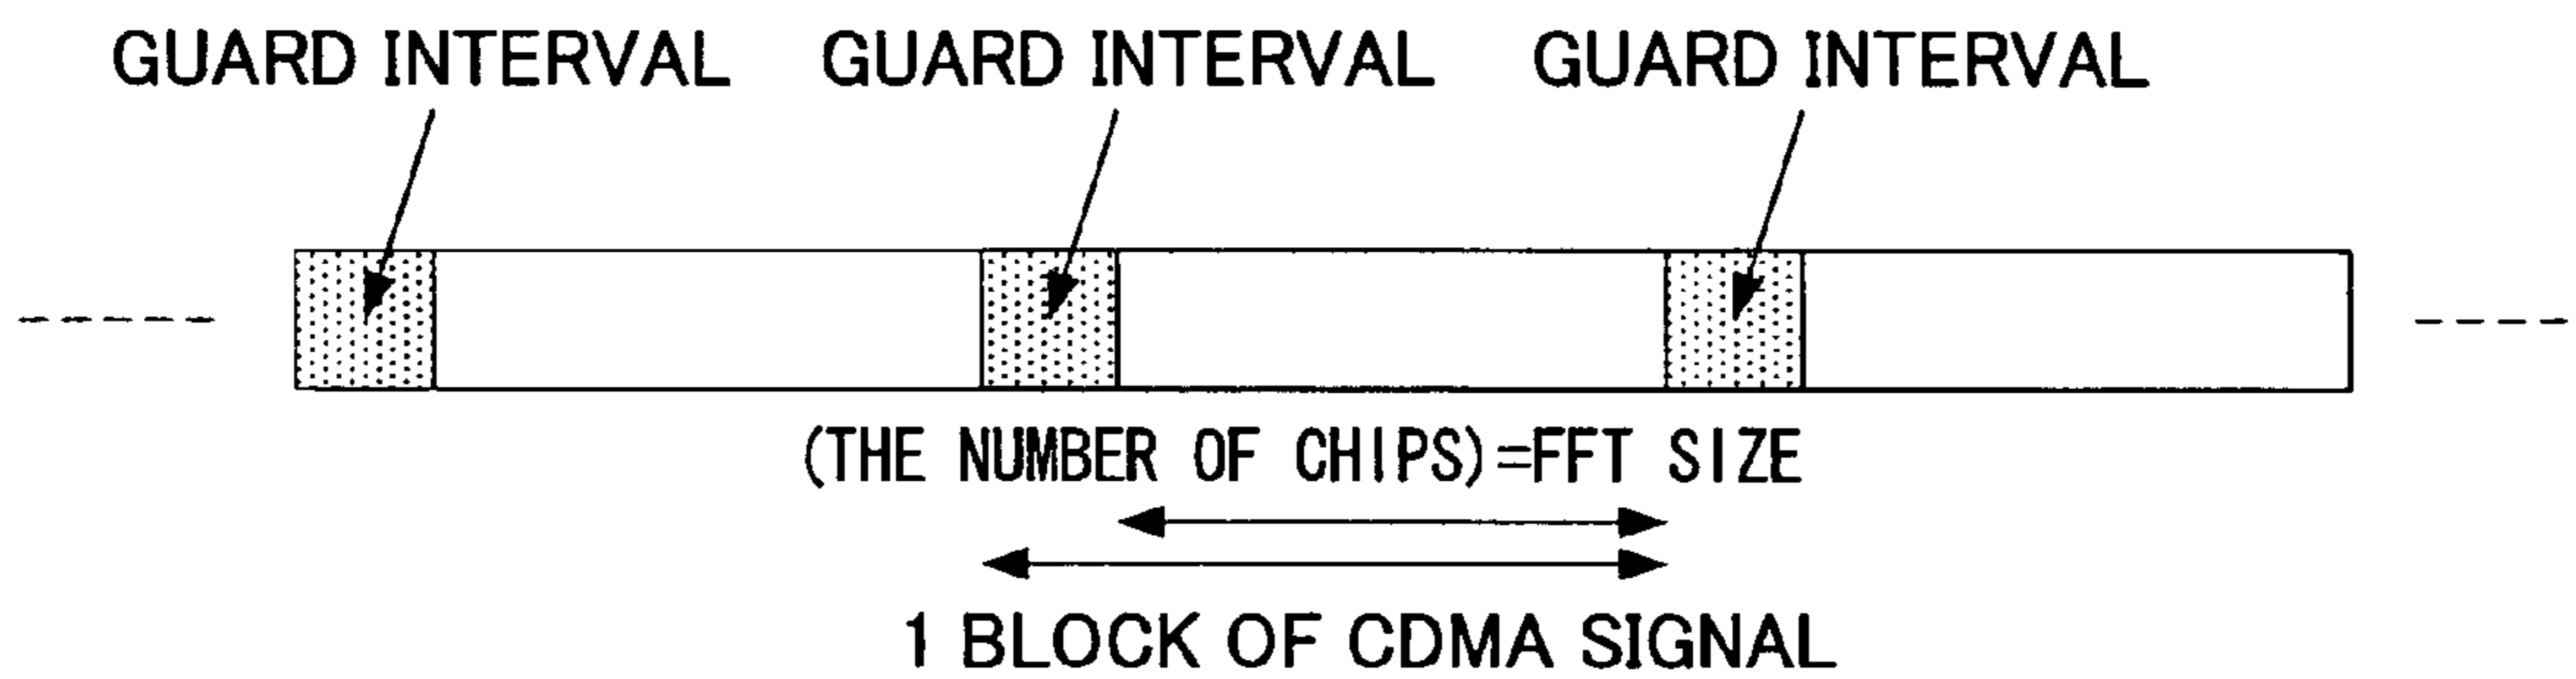 GUARD INTERVAL GUARD INTERVAL GUARD INTERVAL
(THE NUMBER OF CHIPS)=FFT SIZE
1 BLOCK OF CDMA SIGNAL